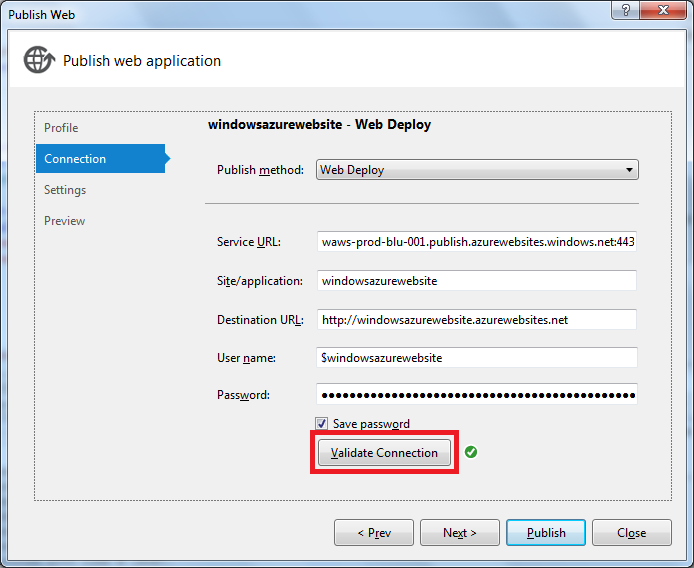 Publish Web
?
Publish web application
Profile
Connection
Settings
Preview
windowsazurewebsite - Web Deploy
Publish method: Web Deploy
Service URL: waws-prod-blu-001.publish.azurewebsites.windows.net:443
Site/application: windowsazurewebsite
Destination URL: http://windowsazurewebsite.azurewebsites.net
User name: $windowsazurewebsite
Password:
Save password
Validate Connection
< Prev Next > Publish Close